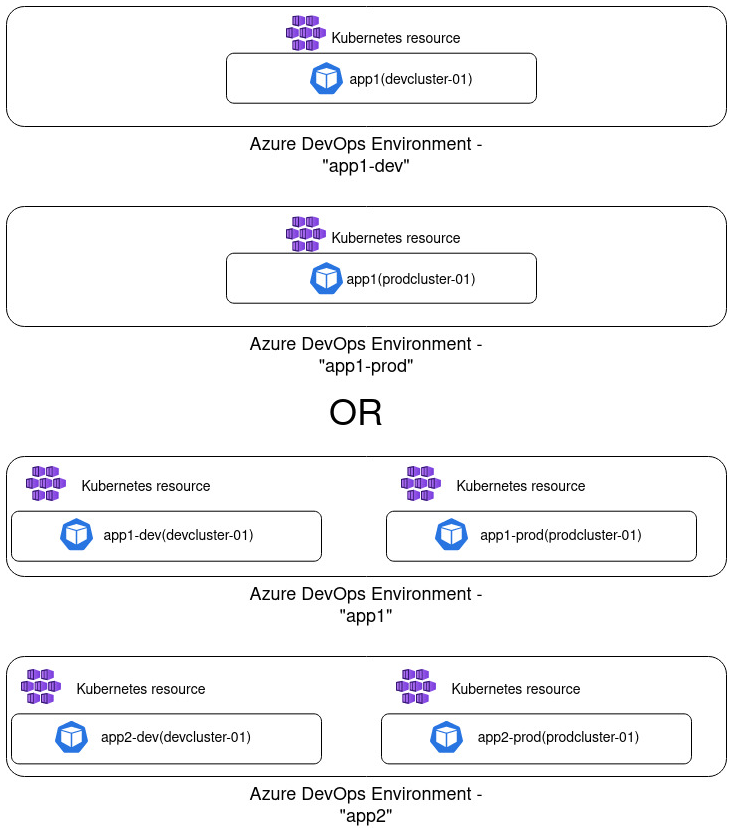 Kubernetes resource
app1(devcluster-01)
Azure DevOps Environment -
"app1-dev"
Kubernetes resource
app1(prodcluster-01)
Azure DevOps Environment -
"app1-prod"
OR
Kubernetes resource
Kubernetes resource
app1-dev(devcluster-01)
app1-prod(prodcluster-01)
Azure DevOps Environment -
"app1"
Kubernetes resource
Kubernetes resource
app2-dev(devcluster-01)
app2-prod(prodcluster-01)
Azure DevOps Environment -
"app2"